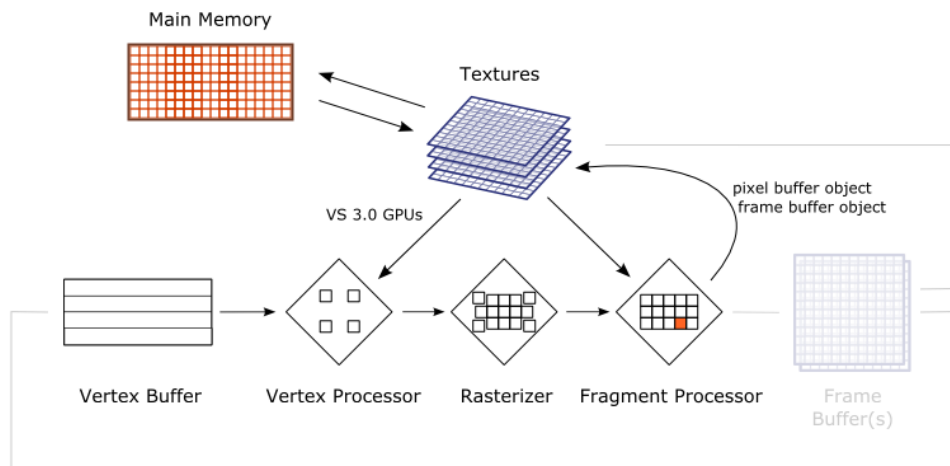 Main Memory
Textures
pixel buffer object
frame buffer object
VS 3.0 GPUs
Vertex Buffer
Vertex Processor
Rasterizer
Fragment Processor
Frame
Buffer(s)